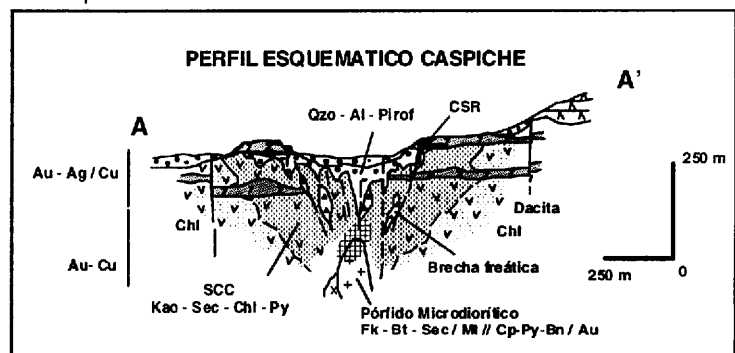 PERFIL ESQUEMATICO CASPICHE
A
A'
Qzo - Al - Pirof
CSR
Au - Ag / Cu
250 m
Chl
Dacita
Chl
Au- Cu
Brecha freática
250 m
0
SCC
Kao - Sec - Chl - Py
Pórfido Microdiorítico
Fk - Bt - Sec / Mt // Cp-Py-Bn / Au